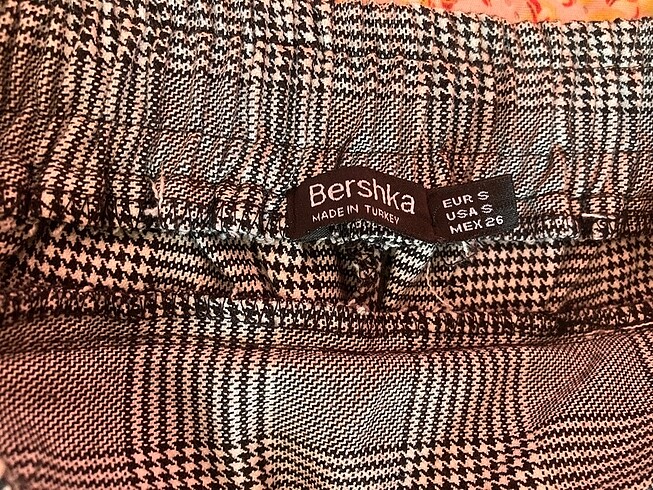 Bershka
MADE IN TURKEY
EUR S
USA S
MEX 26